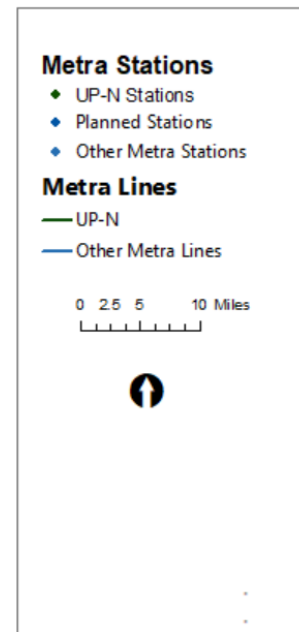 Metra Stations
UP-N Stations
Planned Stations
Other Metra Stations
Metra Lines
UP-N
Other Metra Lines
0 2.5 5 10 Miles